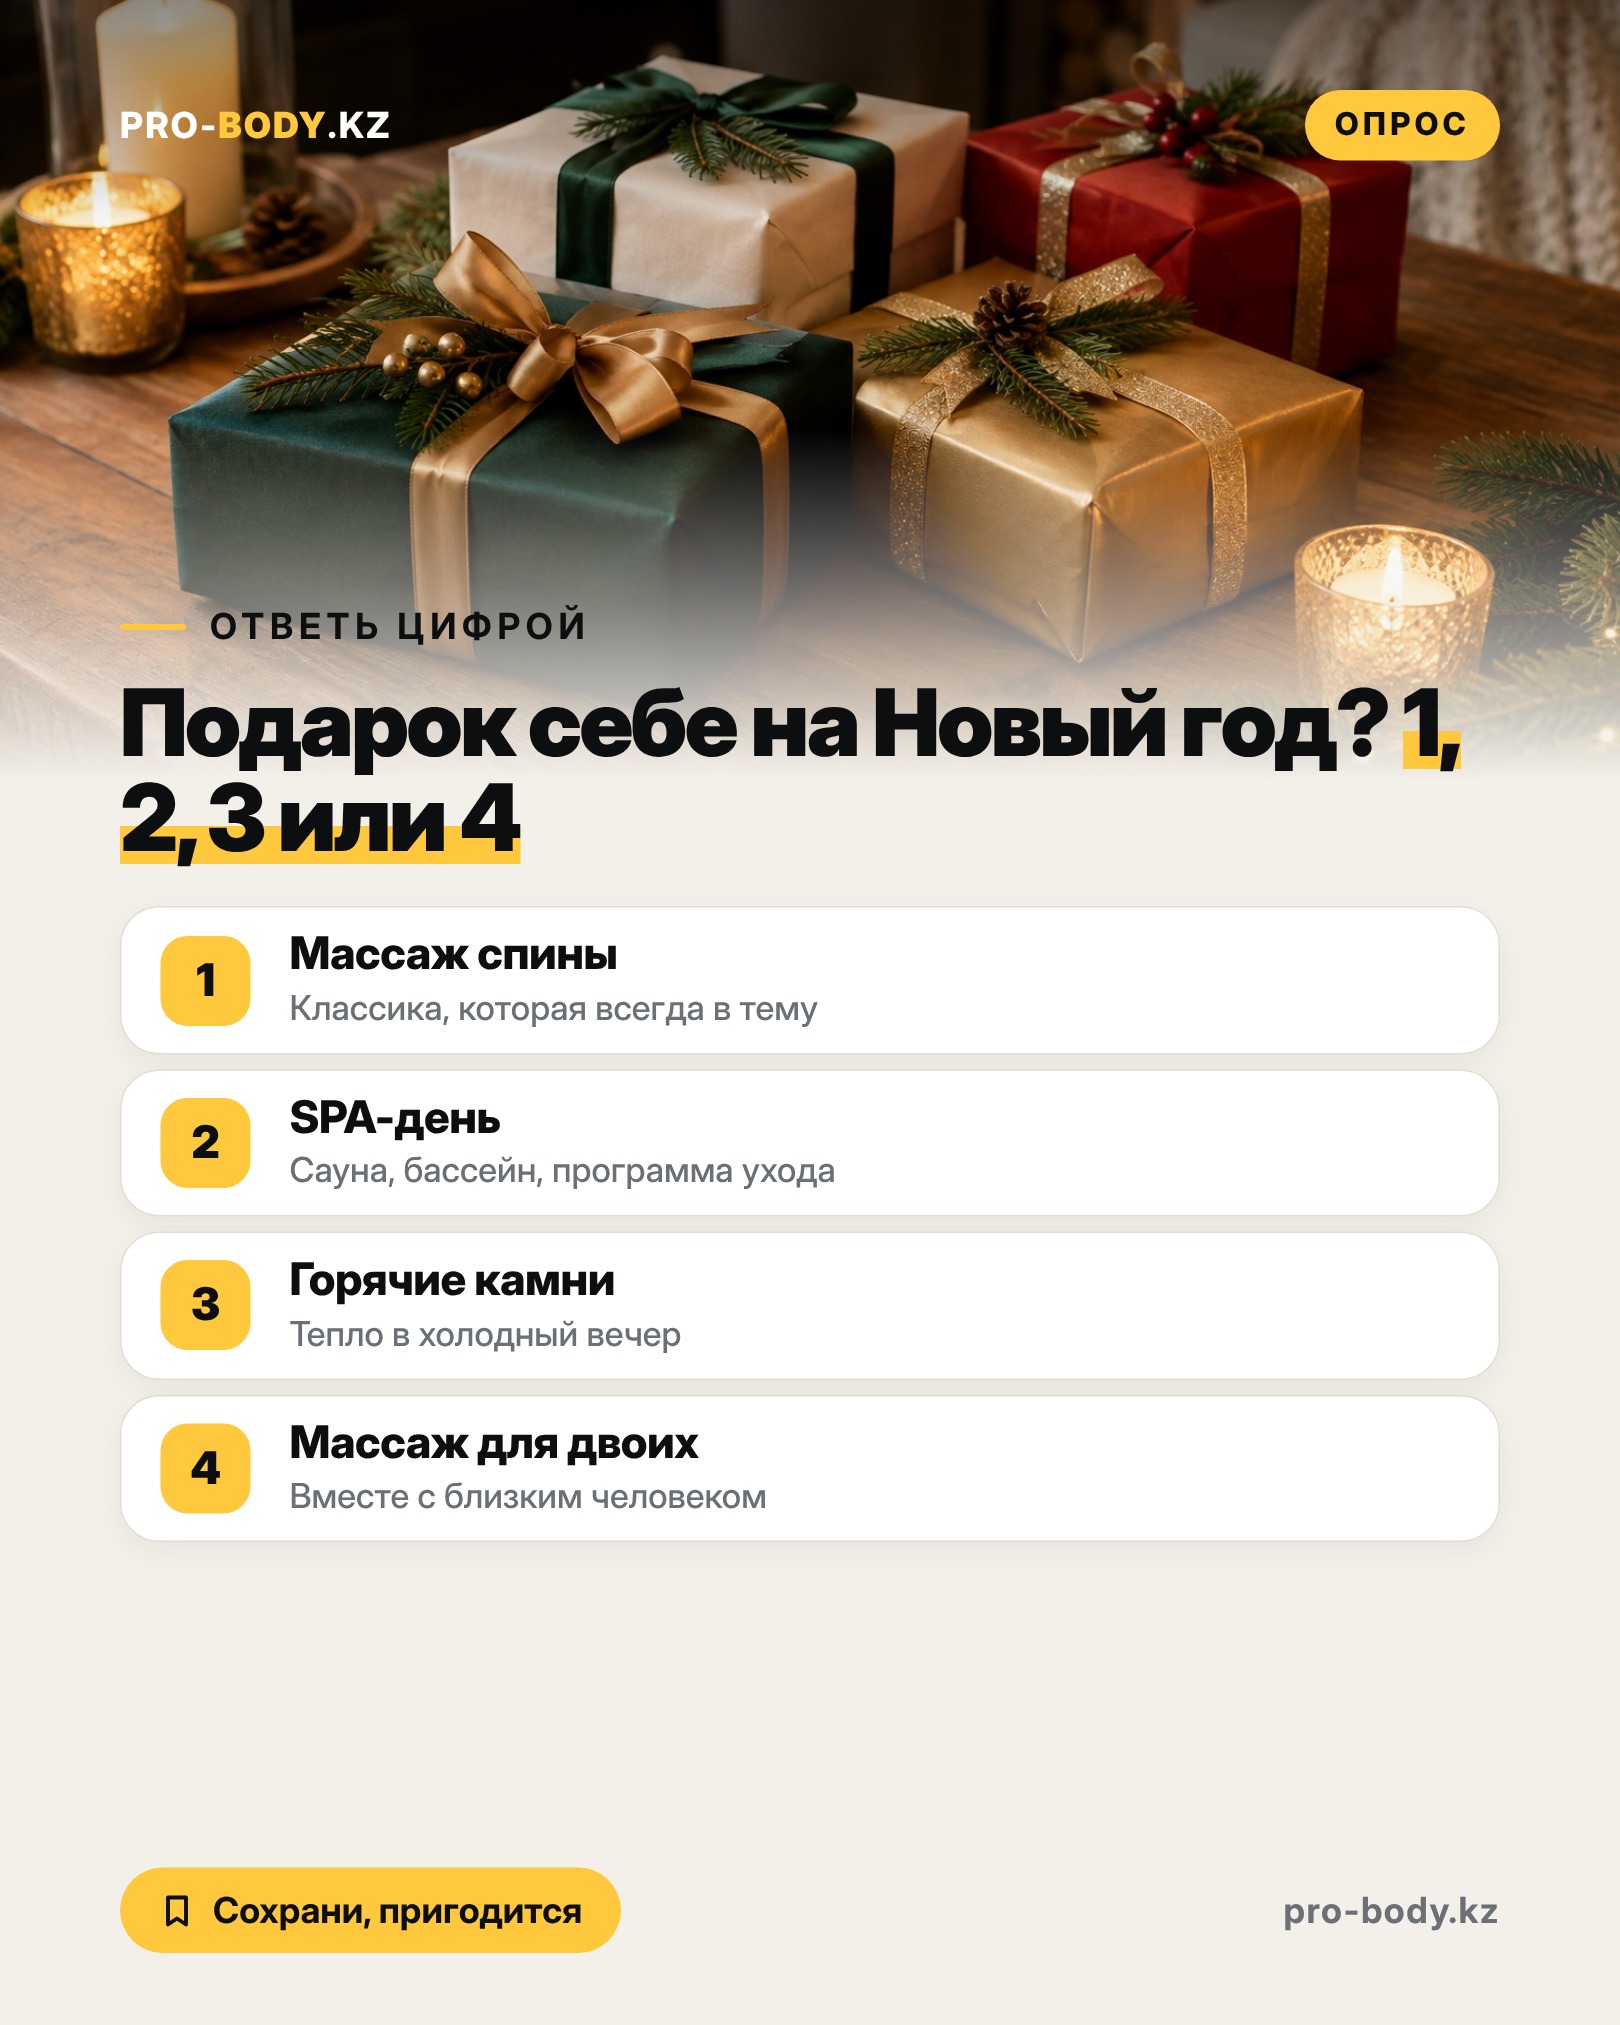 PRO-BODY.KZ
ОПРОС
ОТВЕТЬ ЦИФРОЙ
Подарок себе на Новый год? 1,
2, 3 или 4
1
Массаж спины
Классика, которая всегда в тему
2
SPA-день
Сауна, бассейн, программа ухода
3
Горячие камни
Тепло в холодный вечер
4
Массаж для двоих
Вместе с близким человеком
Сохрани, пригодится
pro-body.kz